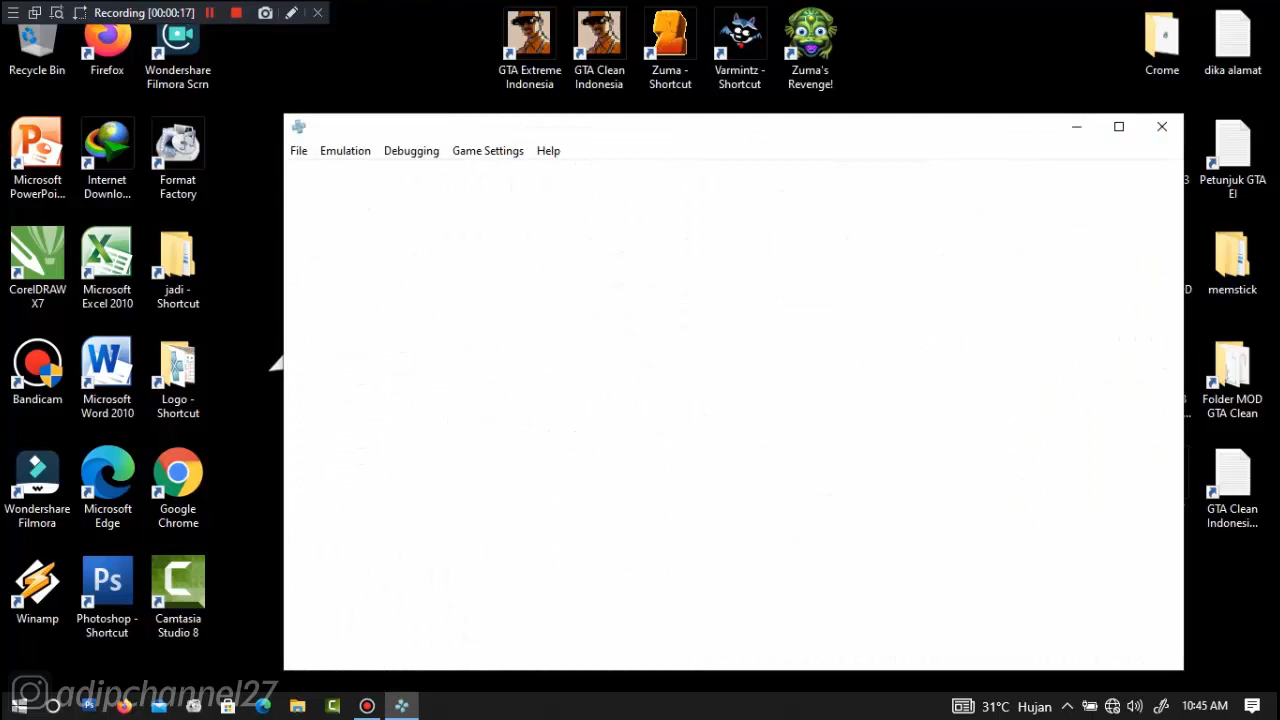 Recording [00:00:17]
Recycle Bin
Firefox
Wondershare
Filmora Scrn
GTA Extreme
Indonesia
GTA Clean
Indonesia
Zuma -
Shortcut
Varmintz -
Shortcut
Zuma's
Revenge!
Crome
dika alamat
File Emulation Debugging Game Settings Help
Microsoft
PowerPoi...
Internet
Downlo...
Format
Factory
Petunjuk GTA
EI
3
CorelDRAW
X7
Microsoft
Excel 2010
jadi -
Shortcut
D
memstick
Bandicam
Microsoft
Word 2010
Logo -
Shortcut
3
...
Folder MOD
GTA Clean
Wondershare
Filmora
Microsoft
Edge
Google
Chrome
GTA Clean
Indonesi...
Winamp
Photoshop -
Shortcut
Camtasia
Studio 8
adipchannel27
31°C Hujan
10:45 AM